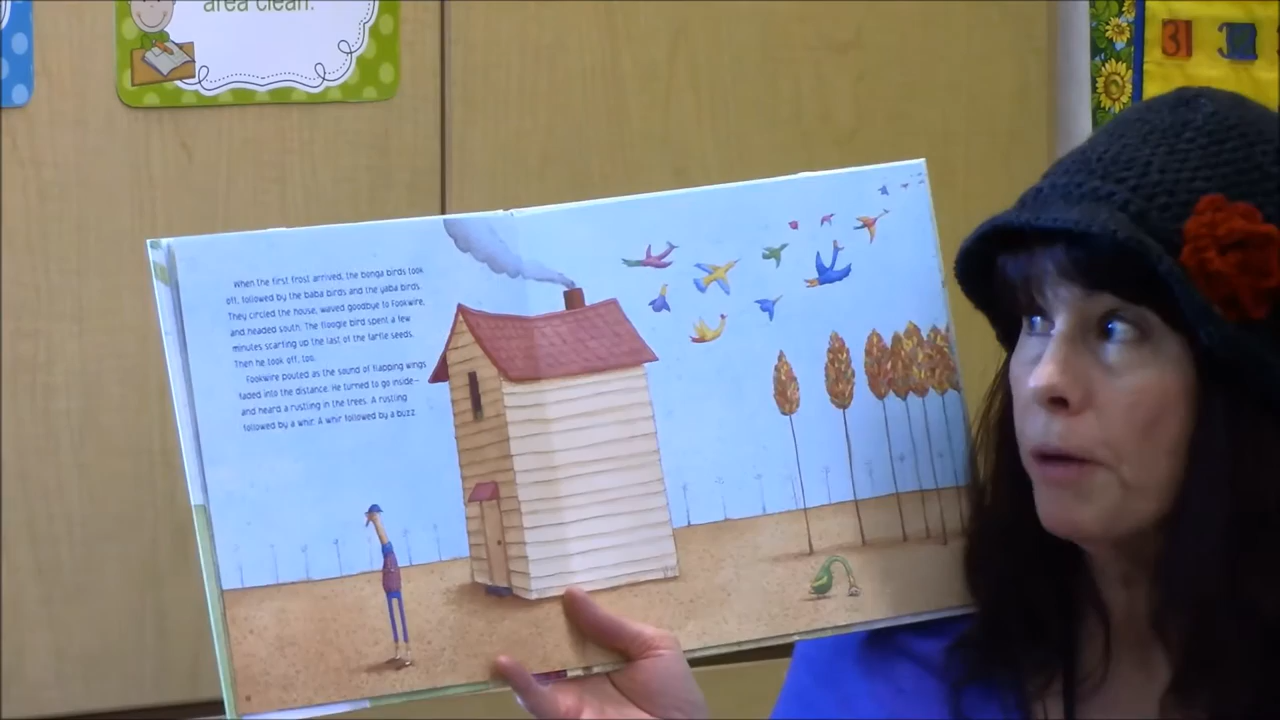 area clean.
31
When the first frost arrived, the bonga birds took
off, followed by the baba birds and the yaba birds.
They circled the house, waved goodbye to Fookwire,
and headed south. The floogie bird spent a few
minutes scarfing up the last of the larfle seeds.
Then he took off, too.
Fookwire pouted as the sound of flapping wings
faded into the distance. He turned to go inside—
and heard a rustling in the trees. A rustling
followed by a whir. A whir followed by a buzz.